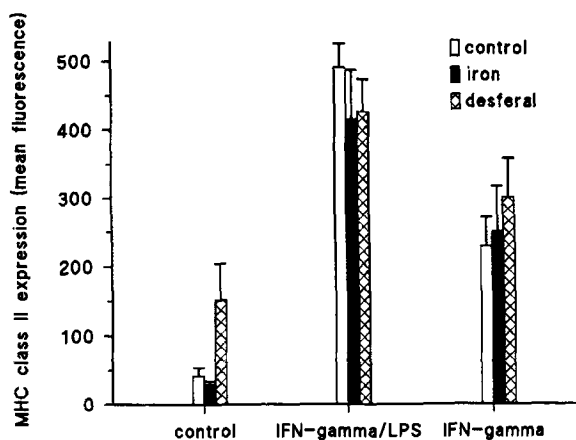 MHC class II expression (mean fluorescence)
500
400
300
200
100
0
control
iron
desferal
control
IFN-gamma/LPS
IFN-gamma